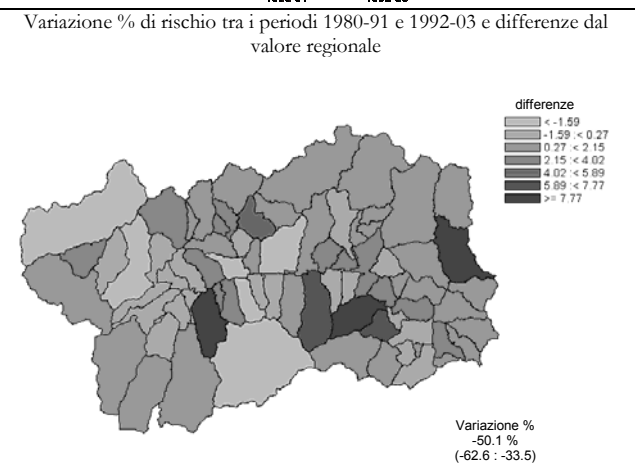 Variazione % di rischio tra i periodi 1980-91 e 1992-03 e differenze dal
valore regionale
differenze
< -1.59
-1.59 :< 0.27
0.27 :< 2.15
2.15 :< 4.02
4.02 :< 5.89
5.89 :< 7.77
>= 7.77
Variazione %
-50.1 %
(-62.6 : -33.5)